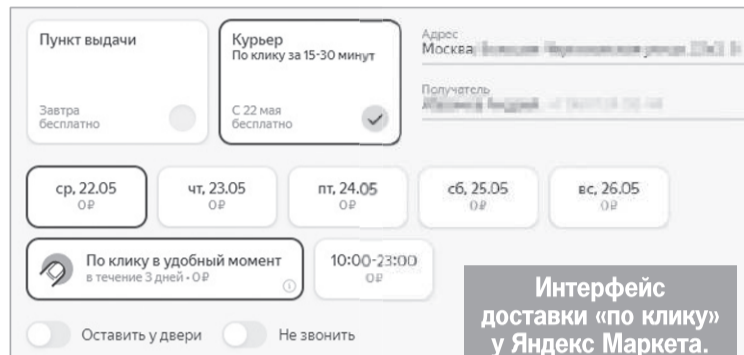 Пункт выдачи
Завтра
бесплатно
Курьер
По клику за 15-30 минут
С 22 мая
бесплатно
Адрес
Москва,
Получатель
ср, 22.05
0 ₽
чт, 23.05
0 ₽
пт, 24.05
0 ₽
сб, 25.05
0 ₽
вс, 26.05
0 ₽
По клику в удобный момент
в течение 3 дней • 0 ₽
10:00-23:00
0 ₽
Оставить у двери
Не звонить
Интерфейс
доставки «по клику»
у Яндекс Маркета.